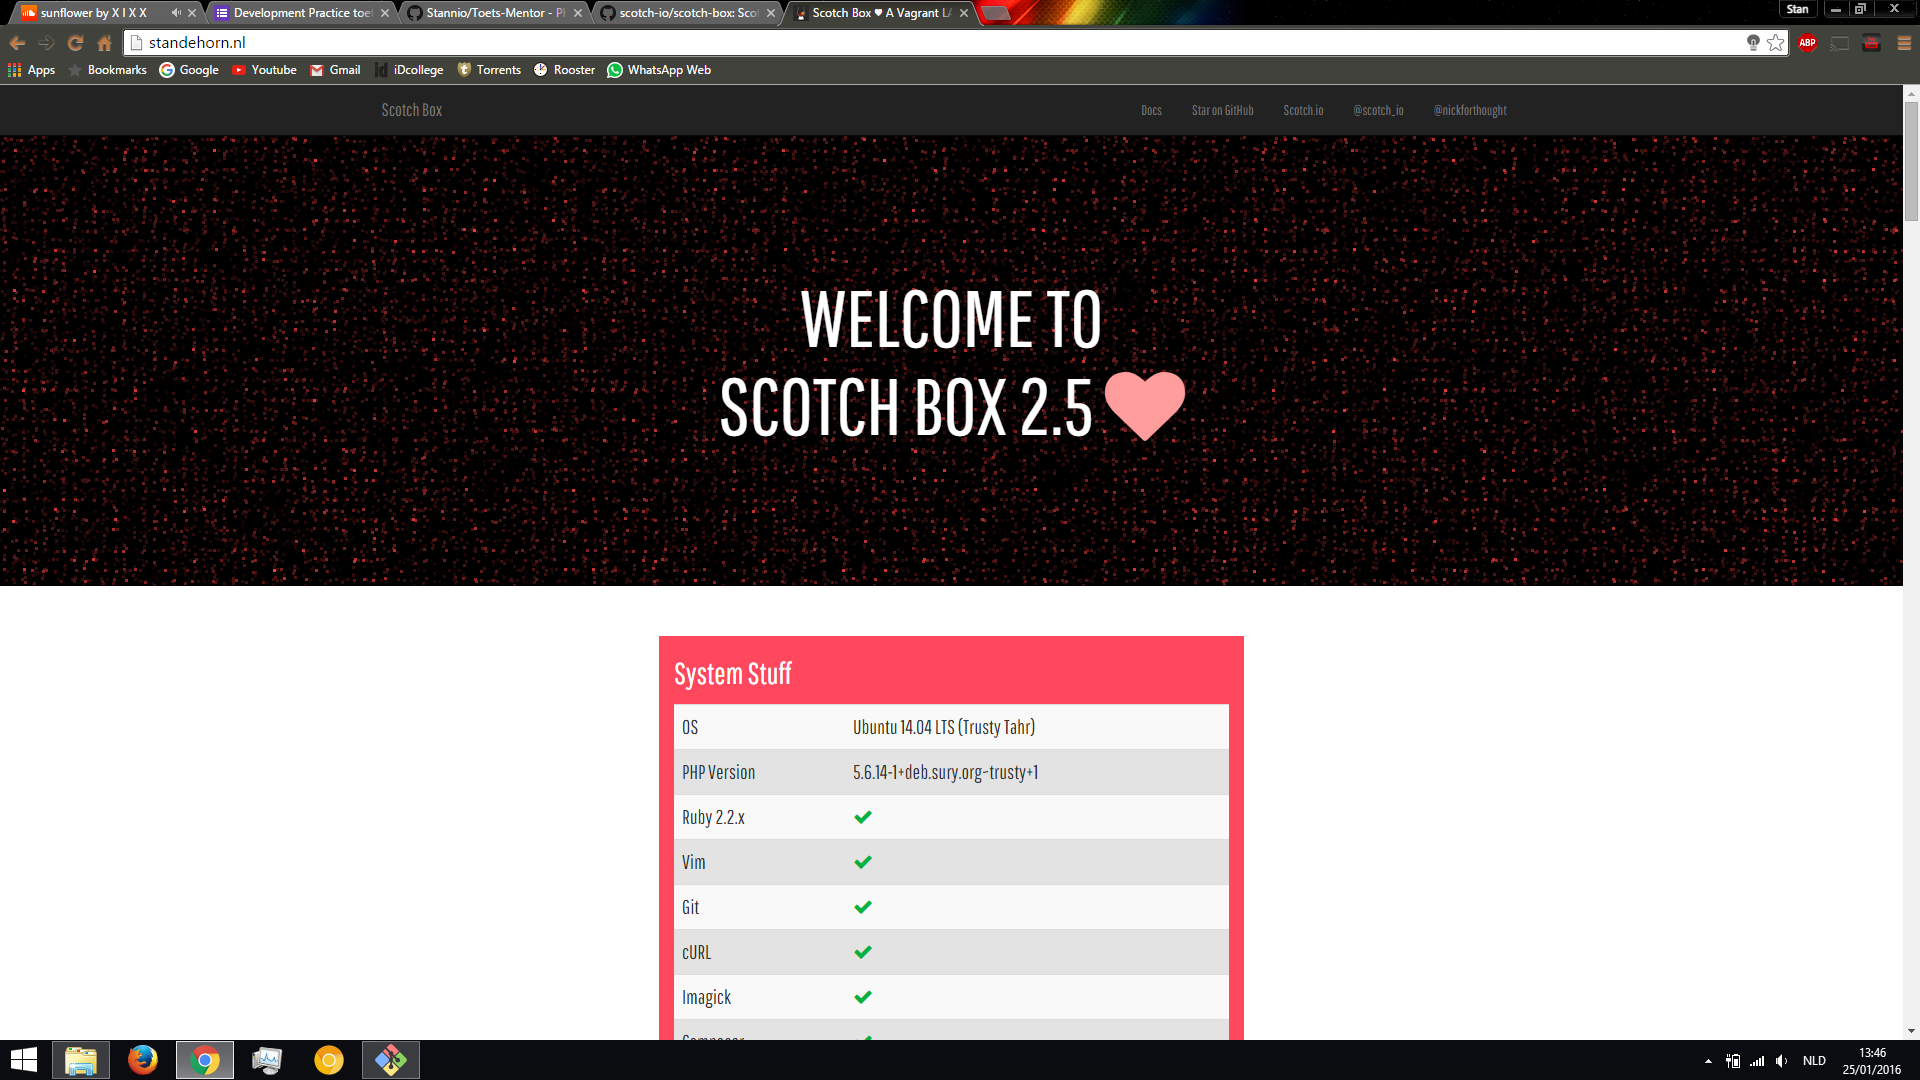 sunflower by X I X X
Development Practice toet
Stannio/Toets-Mentor - P
scotch-io/scotch-box: Sco
Scotch Box ♥ A Vagrant LA
Stan
standehorn.nl
ABP
Apps
Bookmarks
Google
Youtube
Gmail
iDcollege
Torrents
Rooster
WhatsApp Web
Scotch Box
Docs
Star on GitHub
Scotch.io
@scotch_io
@nickforthought
WELCOME TO
SCOTCH BOX 2.5
System Stuff
OS Ubuntu 14.04 LTS (Trusty Tahr)
PHP Version 5.6.14-1+deb.sury.org~trusty+1
Ruby 2.2.x
Vim
Git
cURL
Imagick
Composer
NLD
13:46
25/01/2016